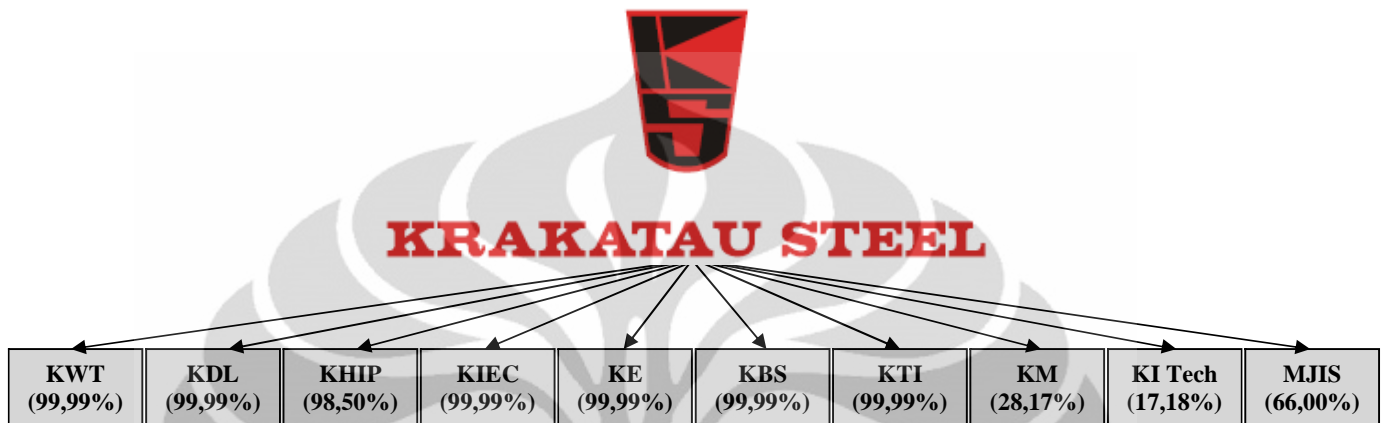 KS
KRAKATAU STEEL
KWT
(99,99%)
KDL
(99,99%)
KHIP
(98,50%)
KIEC
(99,99%)
KE
(99,99%)
KBS
(99,99%)
KTI
(99,99%)
KM
(28,17%)
KI Tech
(17,18%)
MJIS
(66,00%)